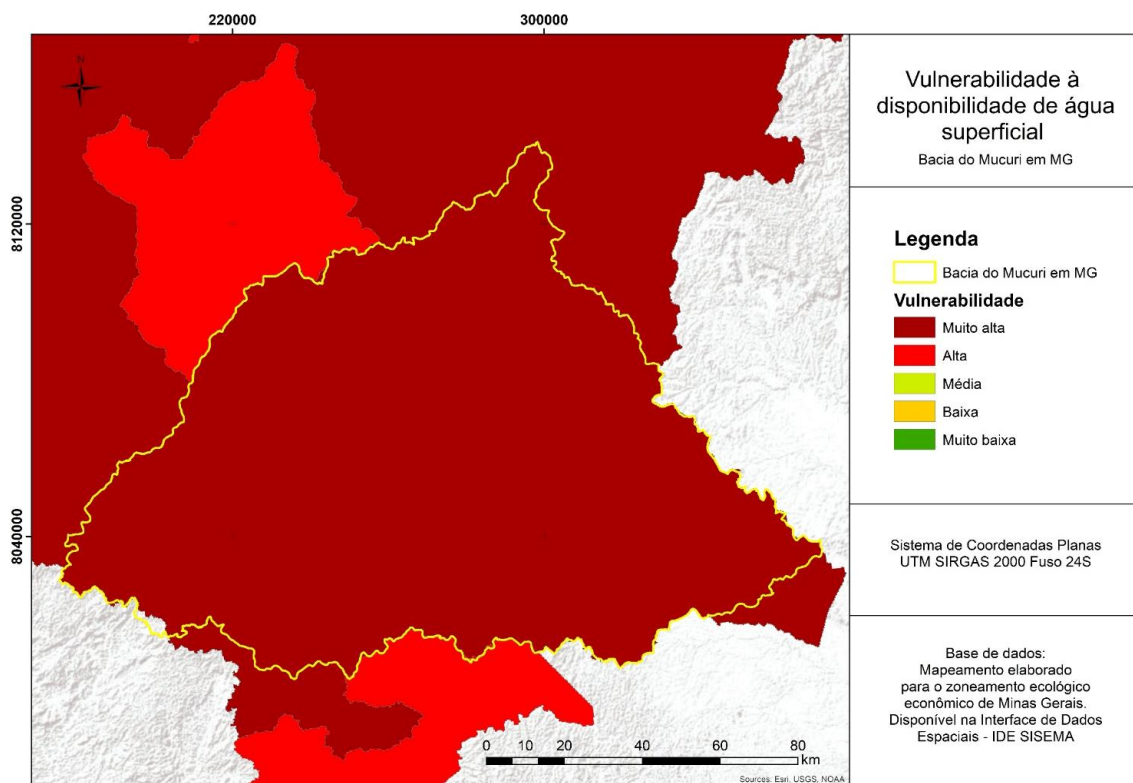 220000
300000
8120000
8040000
N
0 10 20 40 60 80
km
Sources: Esri, USGS, NOAA
Vulnerabilidade à
disponibilidade de água
superficial
Bacia do Mucuri em MG
Legenda
Bacia do Mucuri em MG
Vulnerabilidade
Muito alta
Alta
Média
Baixa
Muito baixa
Sistema de Coordenadas Planas
UTM SIRGAS 2000 Fuso 24S
Base de dados:
Mapeamento elaborado
para o zoneamento ecológico
econômico de Minas Gerais.
Disponível na Interface de Dados
Espaciais - IDE SISEMA